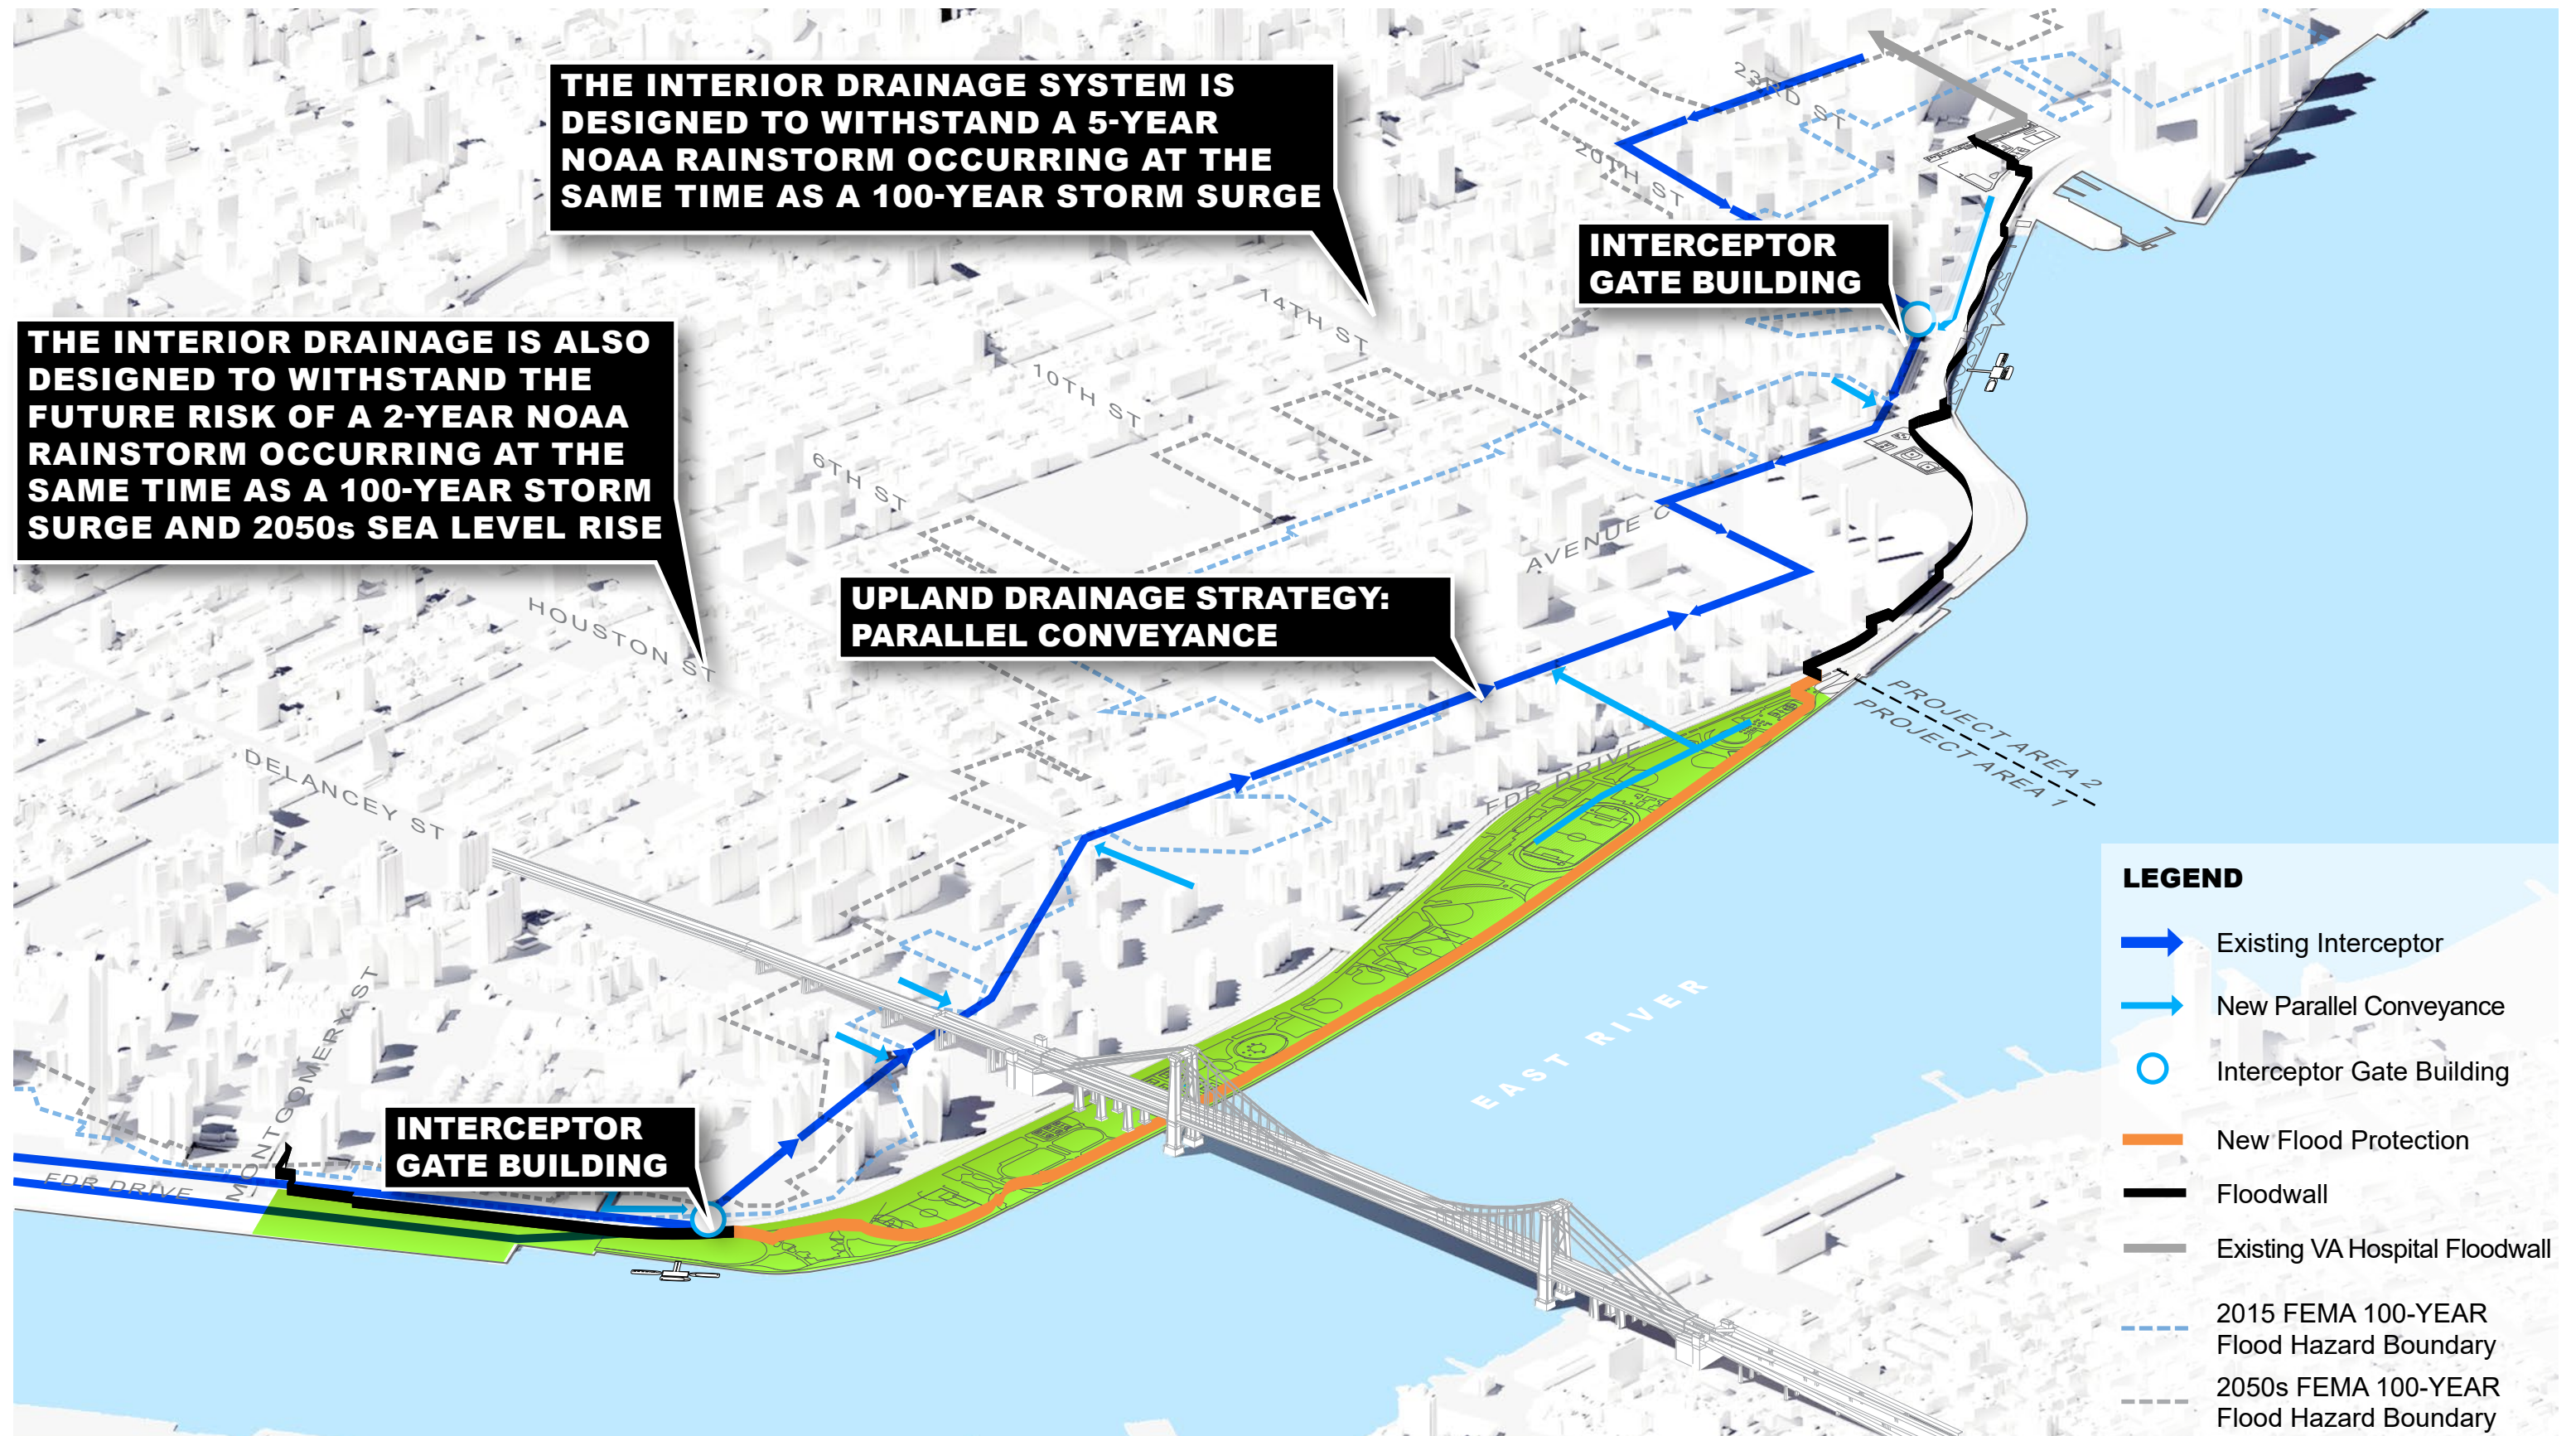 THE INTERIOR DRAINAGE SYSTEM IS
DESIGNED TO WITHSTAND A 5-YEAR
NOAA RAINSTORM OCCURRING AT THE
SAME TIME AS A 100-YEAR STORM SURGE
23RD ST
20TH ST
INTERCEPTOR
GATE BUILDING
14TH ST
THE INTERIOR DRAINAGE IS ALSO
DESIGNED TO WITHSTAND THE
FUTURE RISK OF A 2-YEAR NOAA
RAINSTORM OCCURRING AT THE
SAME TIME AS A 100-YEAR STORM
SURGE AND 2050s SEA LEVEL RISE
10TH ST
6TH ST
AVENUE C
HOUSTON ST
UPLAND DRAINAGE STRATEGY:
PARALLEL CONVEYANCE
PROJECT AREA 2
PROJECT AREA 1
DELANCEY ST
FDR DRIVE
EAST RIVER
MONTGOMERY ST
INTERCEPTOR
GATE BUILDING
FDR DRIVE
LEGEND
Existing Interceptor
New Parallel Conveyance
Interceptor Gate Building
New Flood Protection
Floodwall
Existing VA Hospital Floodwall
2015 FEMA 100-YEAR
Flood Hazard Boundary
2050s FEMA 100-YEAR
Flood Hazard Boundary